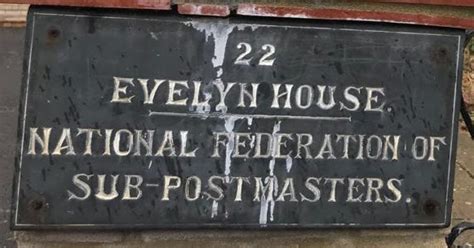 22
EVELYN HOUSE.
NATIONAL FEDERATION OF
SUB-POSTMASTERS.